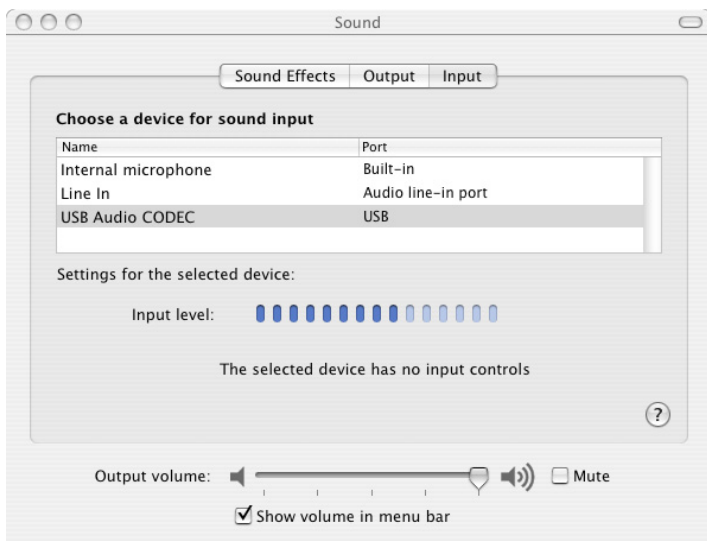 Sound
Sound Effects Output Input
Choose a device for sound input
Name Port
Internal microphone Built-in
Line In Audio line-in port
USB Audio CODEC USB
Settings for the selected device:
Input level:
The selected device has no input controls
?
Output volume: Mute
Show volume in menu bar